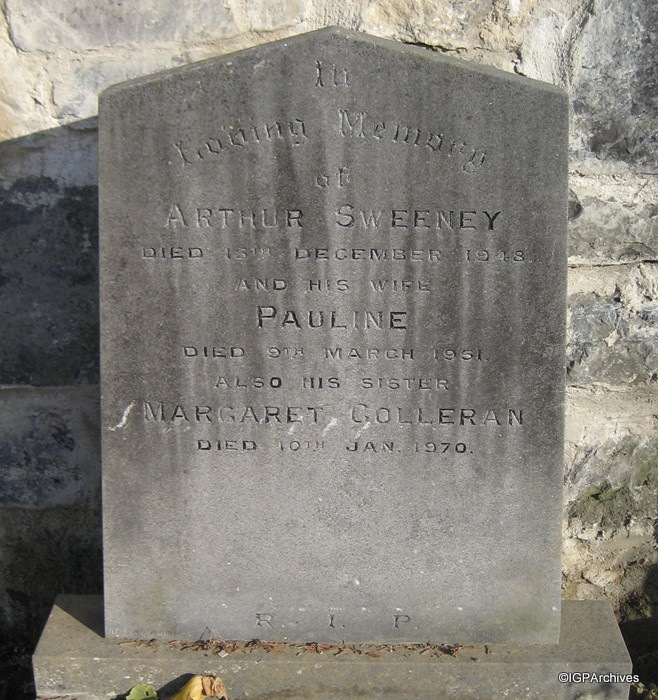 In
Loving Memory
of
ARTHUR SWEENEY
DIED 15TH DECEMBER 1948
AND HIS WIFE
PAULINE
DIED 9TH MARCH 1951.
ALSO HIS SISTER
MARGARET COLLERAN
DIED 10TH JAN. 1970.
R. I. P
©IGPArchives